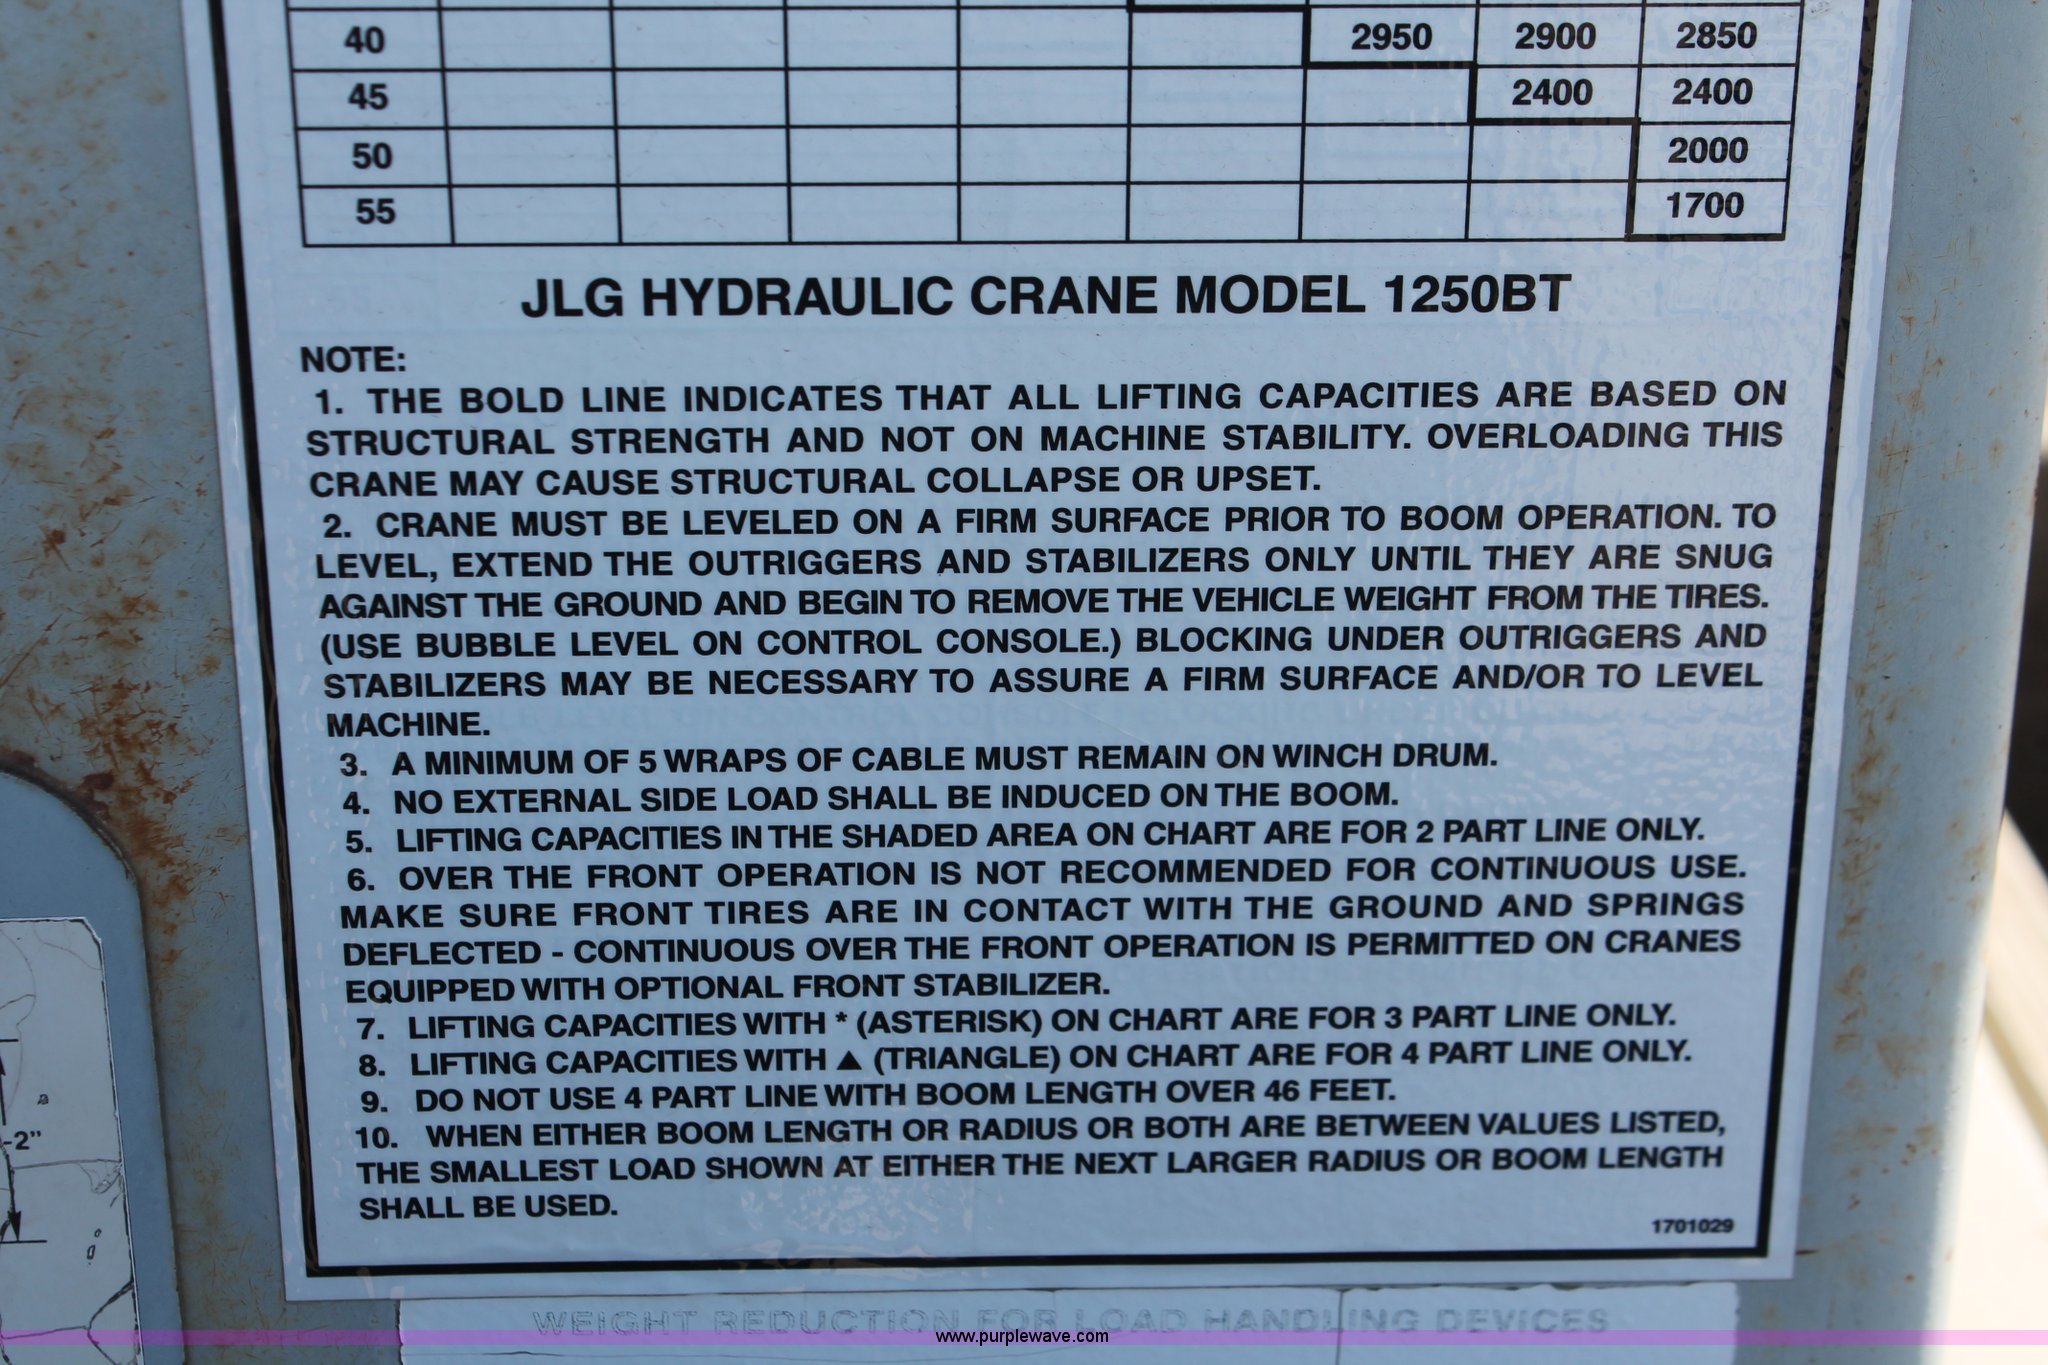 40 2950 2900 2850
45 2400 2400
50 2000
55 1700
JLG HYDRAULIC CRANE MODEL 1250BT
NOTE:
1. THE BOLD LINE INDICATES THAT ALL LIFTING CAPACITIES ARE BASED ON
STRUCTURAL STRENGTH AND NOT ON MACHINE STABILITY. OVERLOADING THIS
CRANE MAY CAUSE STRUCTURAL COLLAPSE OR UPSET.
2. CRANE MUST BE LEVELED ON A FIRM SURFACE PRIOR TO BOOM OPERATION. TO
LEVEL, EXTEND THE OUTRIGGERS AND STABILIZERS ONLY UNTIL THEY ARE SNUG
AGAINST THE GROUND AND BEGIN TO REMOVE THE VEHICLE WEIGHT FROM THE TIRES.
(USE BUBBLE LEVEL ON CONTROL CONSOLE.) BLOCKING UNDER OUTRIGGERS AND
STABILIZERS MAY BE NECESSARY TO ASSURE A FIRM SURFACE AND/OR TO LEVEL
MACHINE.
3. A MINIMUM OF 5 WRAPS OF CABLE MUST REMAIN ON WINCH DRUM.
4. NO EXTERNAL SIDE LOAD SHALL BE INDUCED ON THE BOOM.
5. LIFTING CAPACITIES IN THE SHADED AREA ON CHART ARE FOR 2 PART LINE ONLY.
6. OVER THE FRONT OPERATION IS NOT RECOMMENDED FOR CONTINUOUS USE.
MAKE SURE FRONT TIRES ARE IN CONTACT WITH THE GROUND AND SPRINGS
DEFLECTED - CONTINUOUS OVER THE FRONT OPERATION IS PERMITTED ON CRANES
EQUIPPED WITH OPTIONAL FRONT STABILIZER.
7. LIFTING CAPACITIES WITH * (ASTERISK) ON CHART ARE FOR 3 PART LINE ONLY.
8. LIFTING CAPACITIES WITH ▲ (TRIANGLE) ON CHART ARE FOR 4 PART LINE ONLY.
9. DO NOT USE 4 PART LINE WITH BOOM LENGTH OVER 46 FEET.
10. WHEN EITHER BOOM LENGTH OR RADIUS OR BOTH ARE BETWEEN VALUES LISTED,
THE SMALLEST LOAD SHOWN AT EITHER THE NEXT LARGER RADIUS OR BOOM LENGTH
SHALL BE USED.
1701029
-2"
WEIGHT REDUCTION FOR LOAD HANDLING DEVICES
www.purplewave.com